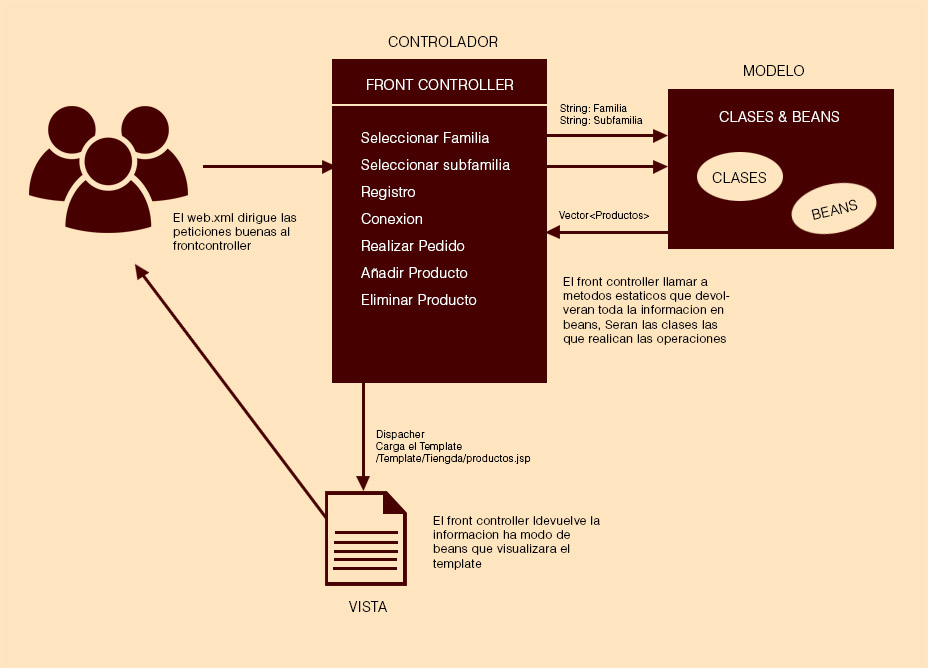 CONTROLADOR
FRONT CONTROLLER
Seleccionar Familia
Seleccionar subfamilia
Registro
Conexion
Realizar Pedido
Añadir Producto
Eliminar Producto
El web.xml dirigue las
peticiones buenas al
frontcontroller
String: Familia
String: Subfamilia
Vector<Productos>
MODELO
CLASES & BEANS
CLASES
BEANS
El front controller llamar a
metodos estaticos que devol-
veran toda la informacion en
beans, Seran las clases las
que realican las operaciones
Dispacher
Carga el Template
/Template/Tiengda/productos.jsp
El front controller ldevuelve la
informacion ha modo de
beans que visualizara el
template
VISTA